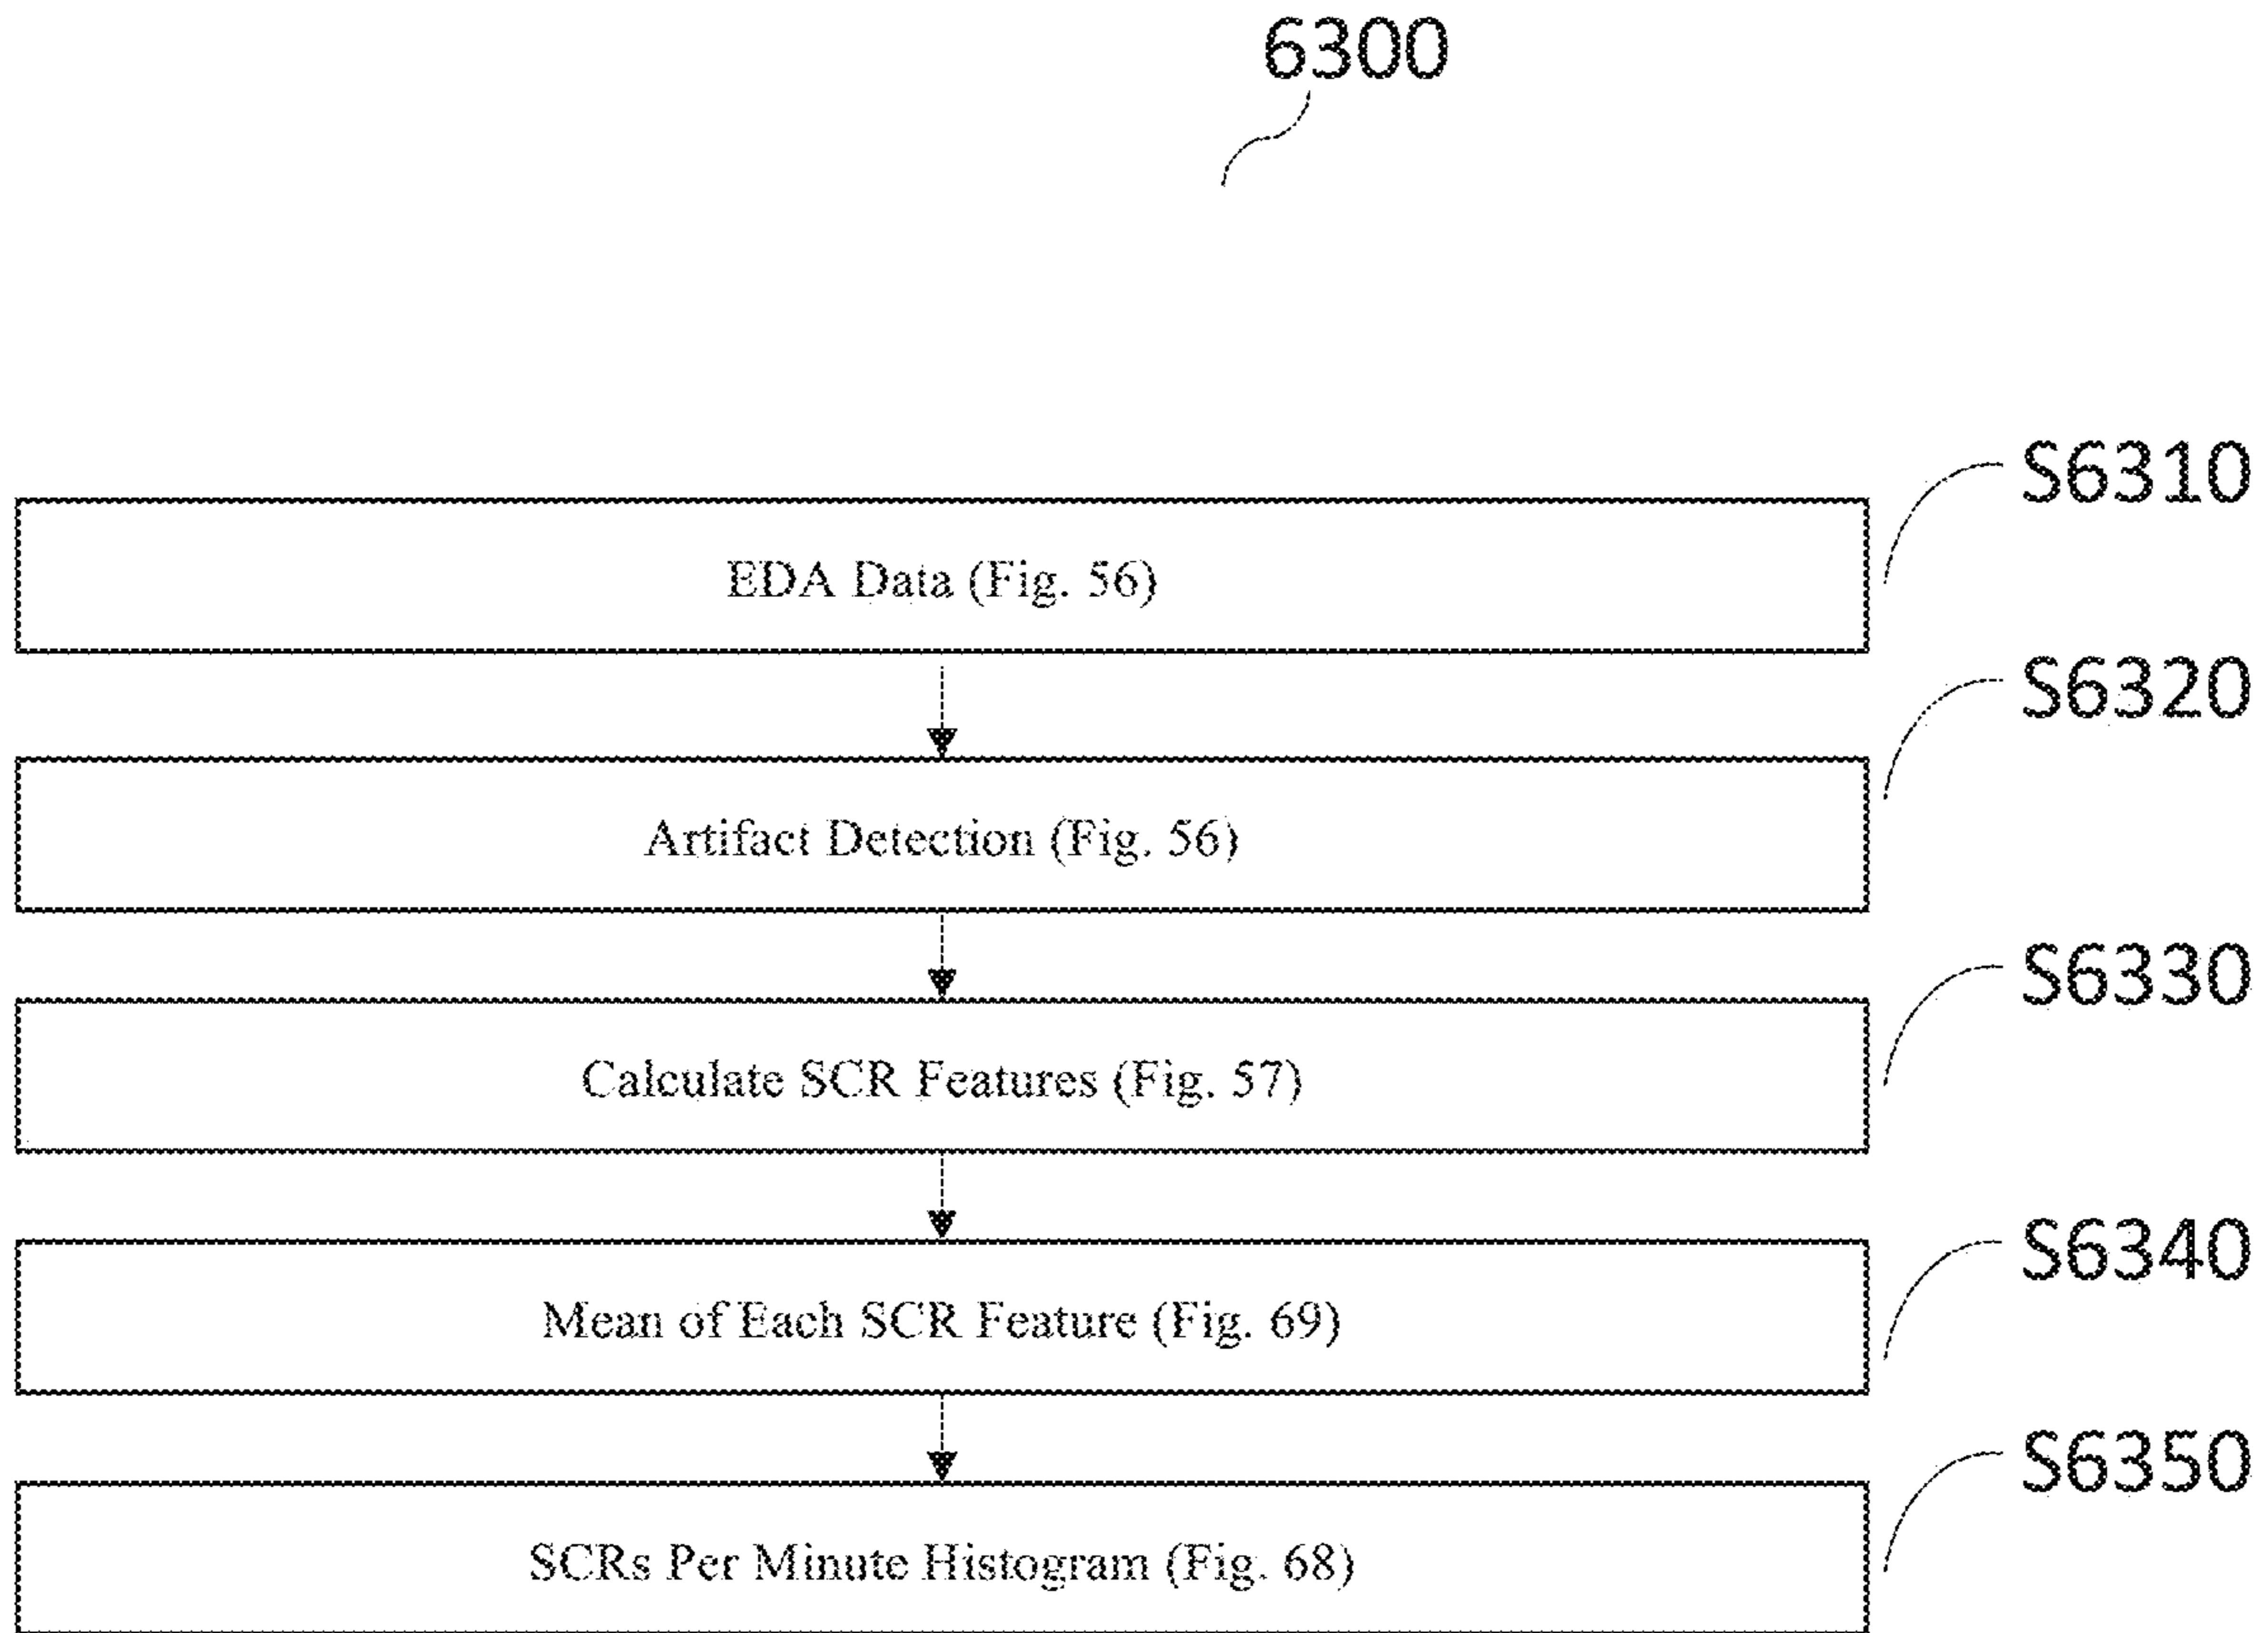 6300
S6310
EDA Data (Fig. 56)
S6320
Artifact Detection (Fig. 56)
S6330
Calculate SCR Features (Fig. 57)
S6340
Mean of Each SCR Feature (Fig. 69)
S6350
SCRs Per Minute Histogram (Fig. 68)